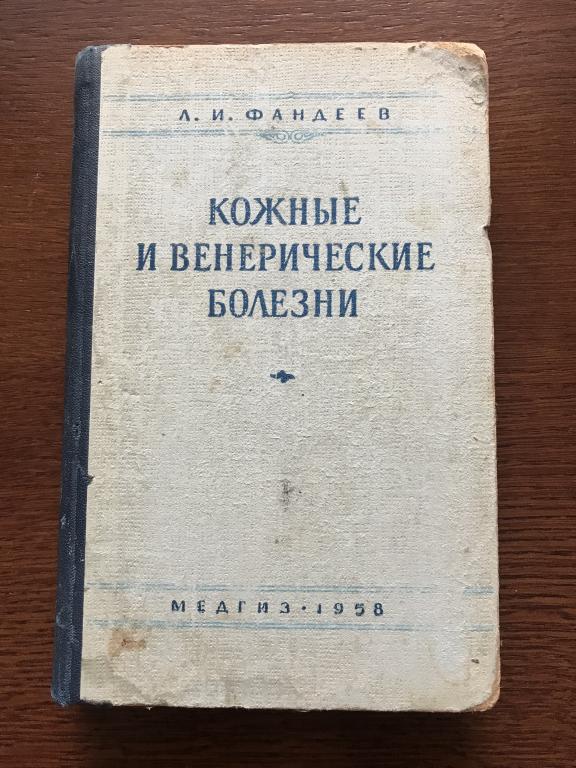 Л. И. ФАНДЕЕВ
КОЖНЫЕ
И ВЕНЕРИЧЕСКИЕ
БОЛЕЗНИ
МЕДГИЗ • 1958